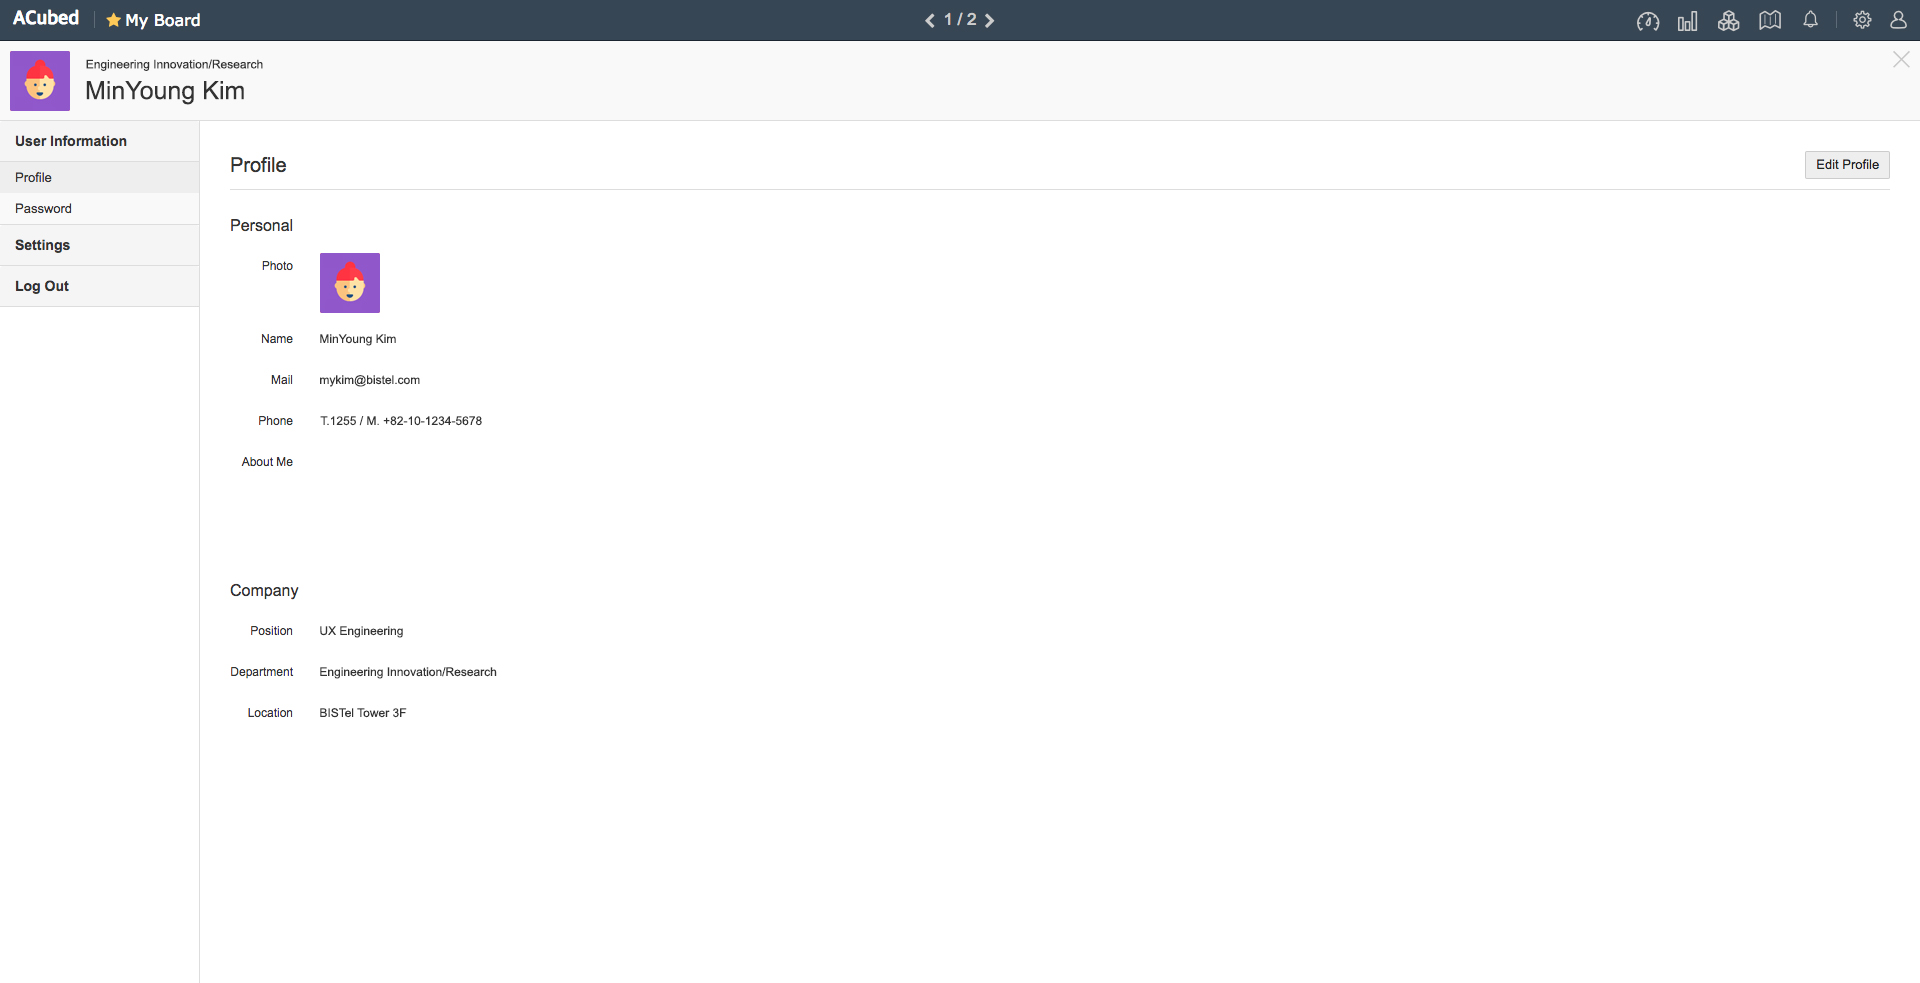 ACubed
My Board
1 / 2
Engineering Innovation/Research
MinYoung Kim
User Information
Profile
Password
Settings
Log Out
Profile
Edit Profile
Personal
Photo
Name MinYoung Kim
Mail mykim@bistel.com
Phone T.1255 / M. +82-10-1234-5678
About Me
Company
Position UX Engineering
Department Engineering Innovation/Research
Location BISTel Tower 3F